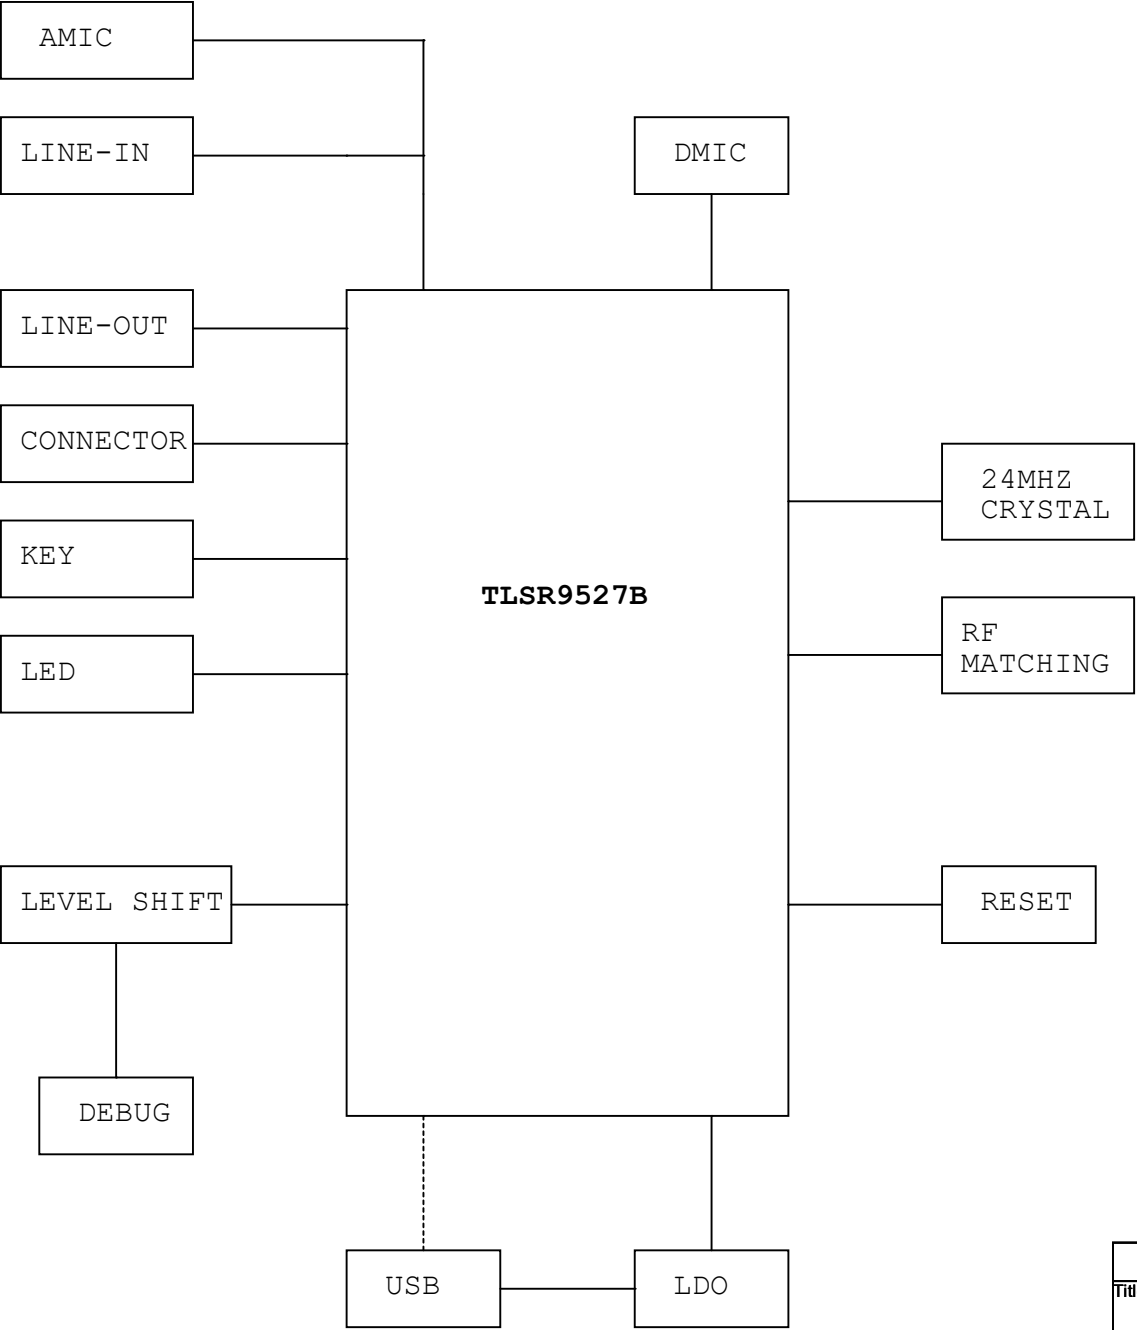 AMIC
LINE-IN
DMIC
LINE-OUT
CONNECTOR
24MHZ
CRYSTAL
KEY
TLSR9527B
RF
MATCHING
LED
LEVEL SHIFT
RESET
DEBUG
USB
LDO
Titl